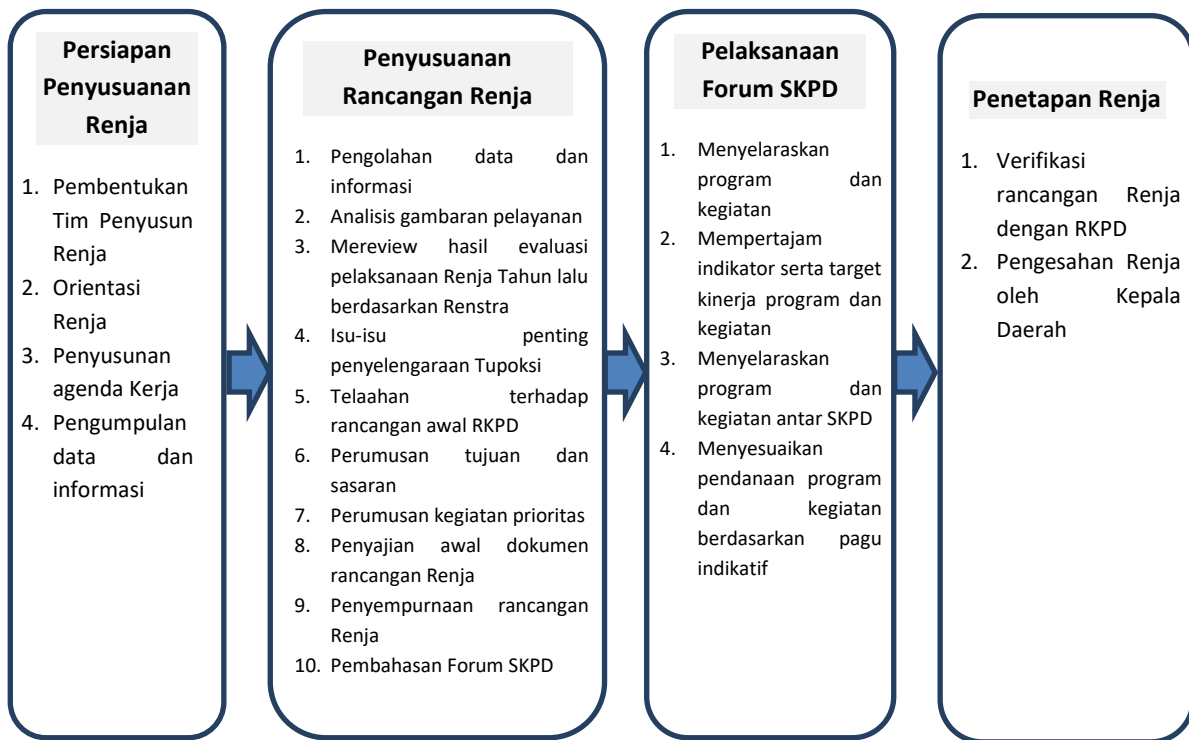 Persiapan
Penyusuanan
Renja
1. Pembentukan
Tim Penyusun
Renja
2. Orientasi
Renja
3. Penyusunan
agenda Kerja
4. Pengumpulan
data dan
informasi
Penyusuanan
Rancangan Renja
1. Pengolahan data dan
informasi
2. Analisis gambaran pelayanan
3. Mereview hasil evaluasi
pelaksanaan Renja Tahun lalu
berdasarkan Renstra
4. Isu-isu penting
penyelengaraan Tupoksi
5. Telaahan terhadap
rancangan awal RKPD
6. Perumusan tujuan dan
sasaran
7. Perumusan kegiatan prioritas
8. Penyajian awal dokumen
rancangan Renja
9. Penyempurnaan rancangan
Renja
10. Pembahasan Forum SKPD
Pelaksanaan
Forum SKPD
1. Menyelaraskan
program dan
kegiatan
2. Mempertajam
indikator serta target
kinerja program dan
kegiatan
3. Menyelaraskan
program dan
kegiatan antar SKPD
4. Menyesuaikan
pendanaan program
dan kegiatan
berdasarkan pagu
indikatif
Penetapan Renja
1. Verifikasi
rancangan Renja
dengan RKPD
2. Pengesahan Renja
oleh Kepala
Daerah